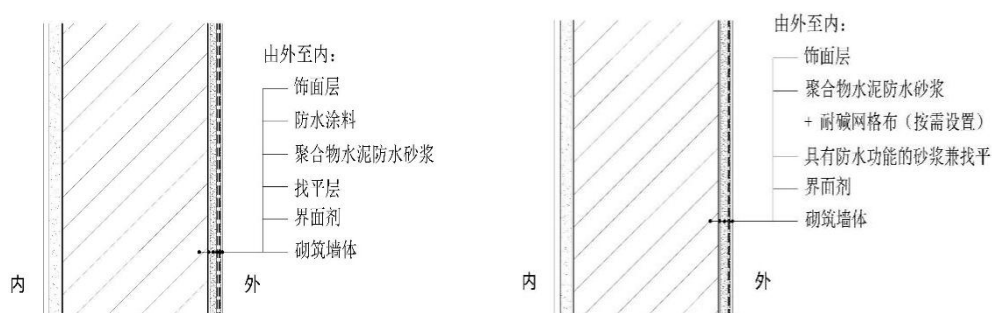 由外至内：
饰面层
防水涂料
聚合物水泥防水砂浆
找平层
界面剂
砌筑墙体
内
外
由外至内：
饰面层
聚合物水泥防水砂浆
+ 耐碱网格布（按需设置）
具有防水功能的砂浆兼找平
界面剂
砌筑墙体
内
外